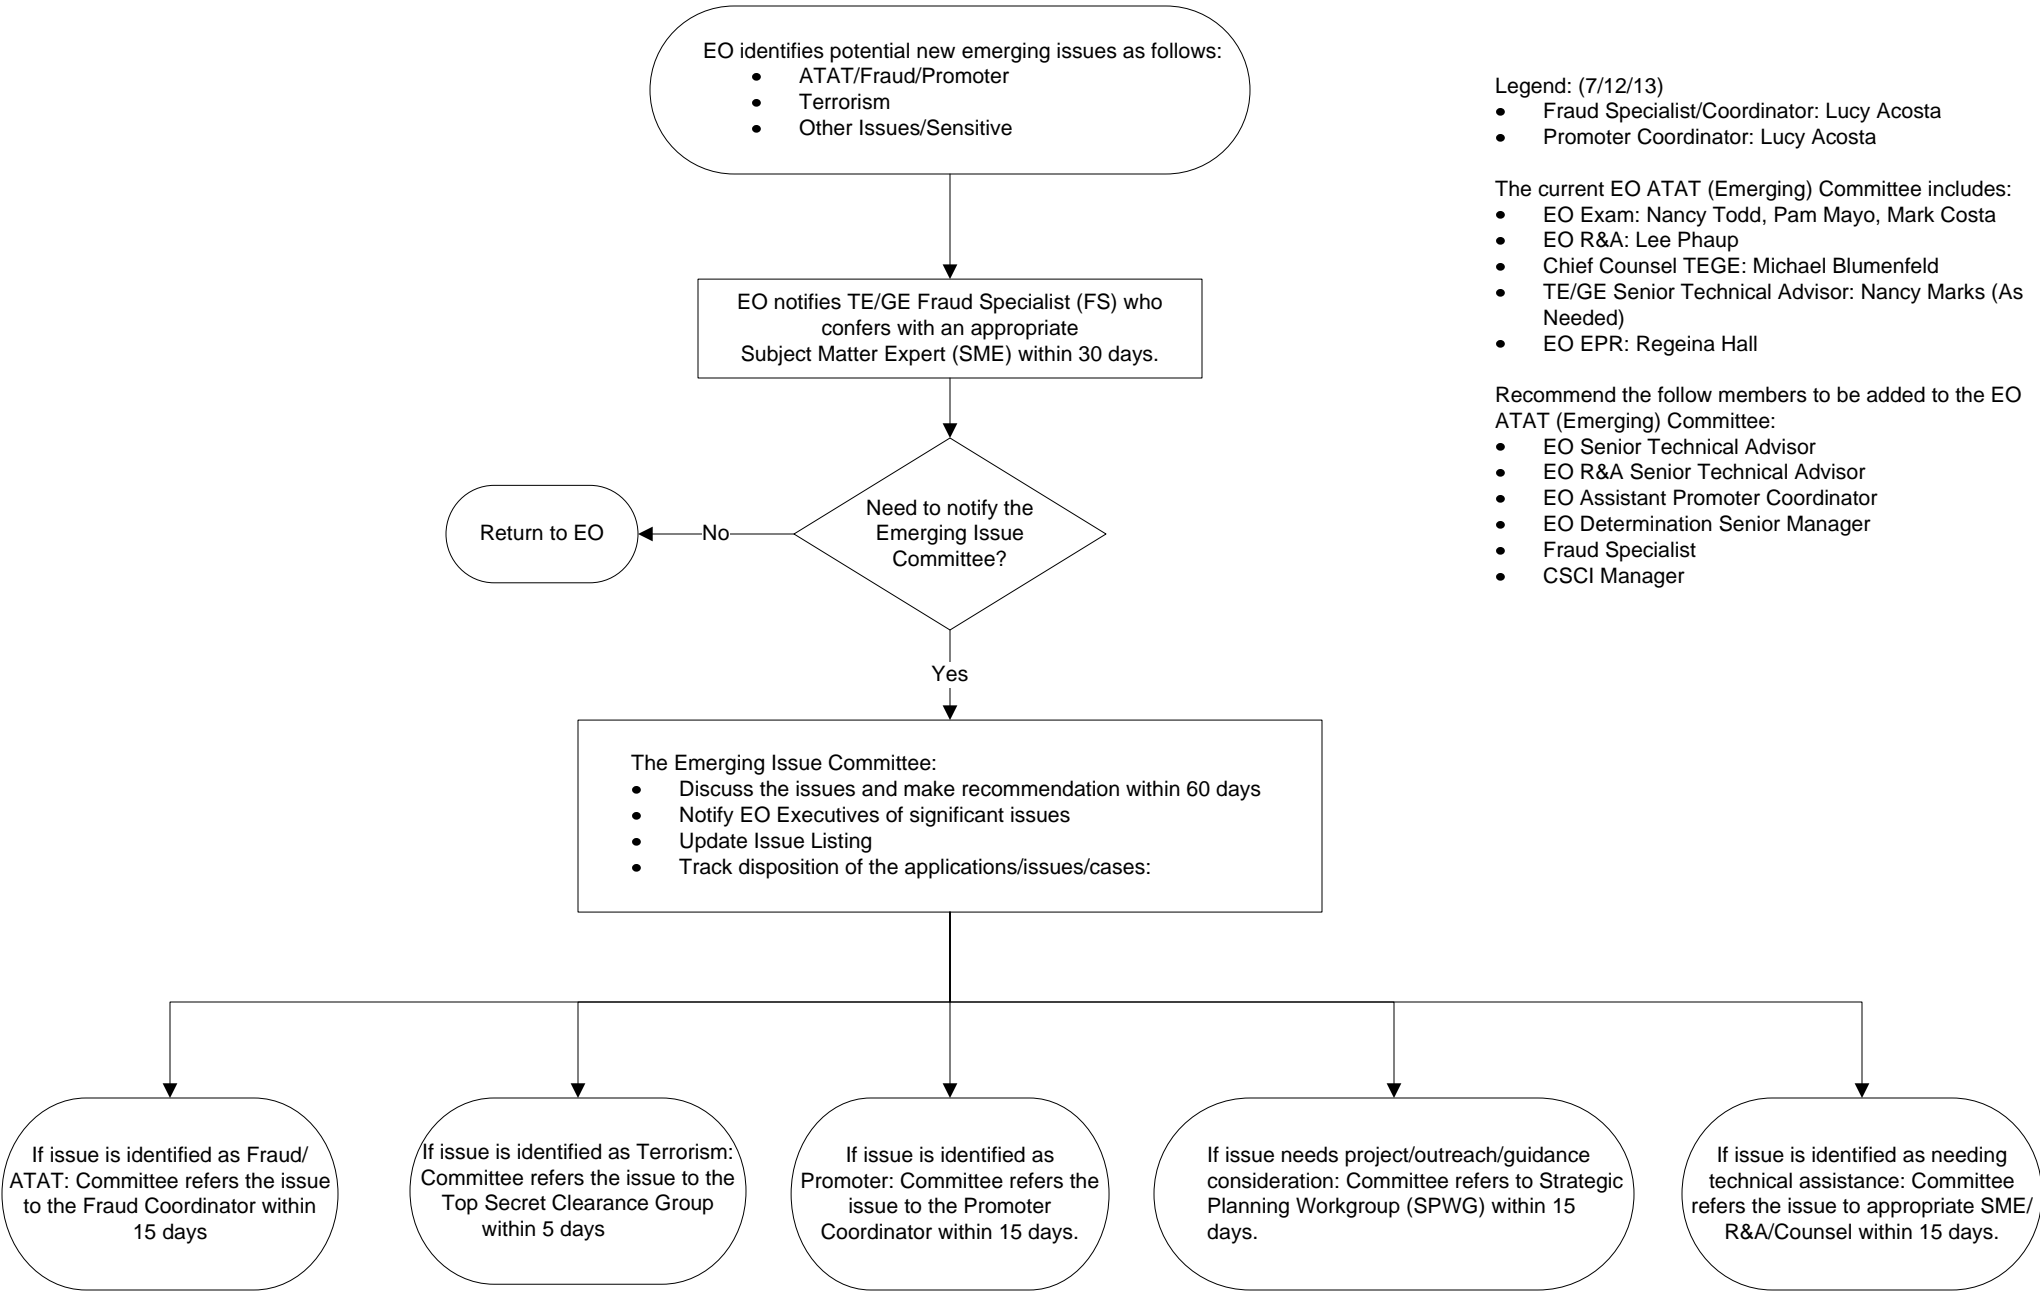 EO identifies potential new emerging issues as follows:
• ATAT/Fraud/Promoter
• Terrorism
• Other Issues/Sensitive
EO notifies TE/GE Fraud Specialist (FS) who
confers with an appropriate
Subject Matter Expert (SME) within 30 days.
Need to notify the
Emerging Issue
Committee?
No
Return to EO
Yes
The Emerging Issue Committee:
• Discuss the issues and make recommendation within 60 days
• Notify EO Executives of significant issues
• Update Issue Listing
• Track disposition of the applications/issues/cases:
If issue is identified as Fraud/
ATAT: Committee refers the issue
to the Fraud Coordinator within
15 days
If issue is identified as Terrorism:
Committee refers the issue to the
Top Secret Clearance Group
within 5 days
If issue is identified as
Promoter: Committee refers the
issue to the Promoter
Coordinator within 15 days.
If issue needs project/outreach/guidance
consideration: Committee refers to Strategic
Planning Workgroup (SPWG) within 15
days.
If issue is identified as needing
technical assistance: Committee
refers the issue to appropriate SME/
R&A/Counsel within 15 days.
Legend: (7/12/13)
• Fraud Specialist/Coordinator: Lucy Acosta
• Promoter Coordinator: Lucy Acosta
The current EO ATAT (Emerging) Committee includes:
• EO Exam: Nancy Todd, Pam Mayo, Mark Costa
• EO R&A: Lee Phaup
• Chief Counsel TEGE: Michael Blumenfeld
• TE/GE Senior Technical Advisor: Nancy Marks (As
Needed)
• EO EPR: Regeina Hall
Recommend the follow members to be added to the EO
ATAT (Emerging) Committee:
• EO Senior Technical Advisor
• EO R&A Senior Technical Advisor
• EO Assistant Promoter Coordinator
• EO Determination Senior Manager
• Fraud Specialist
• CSCI Manager